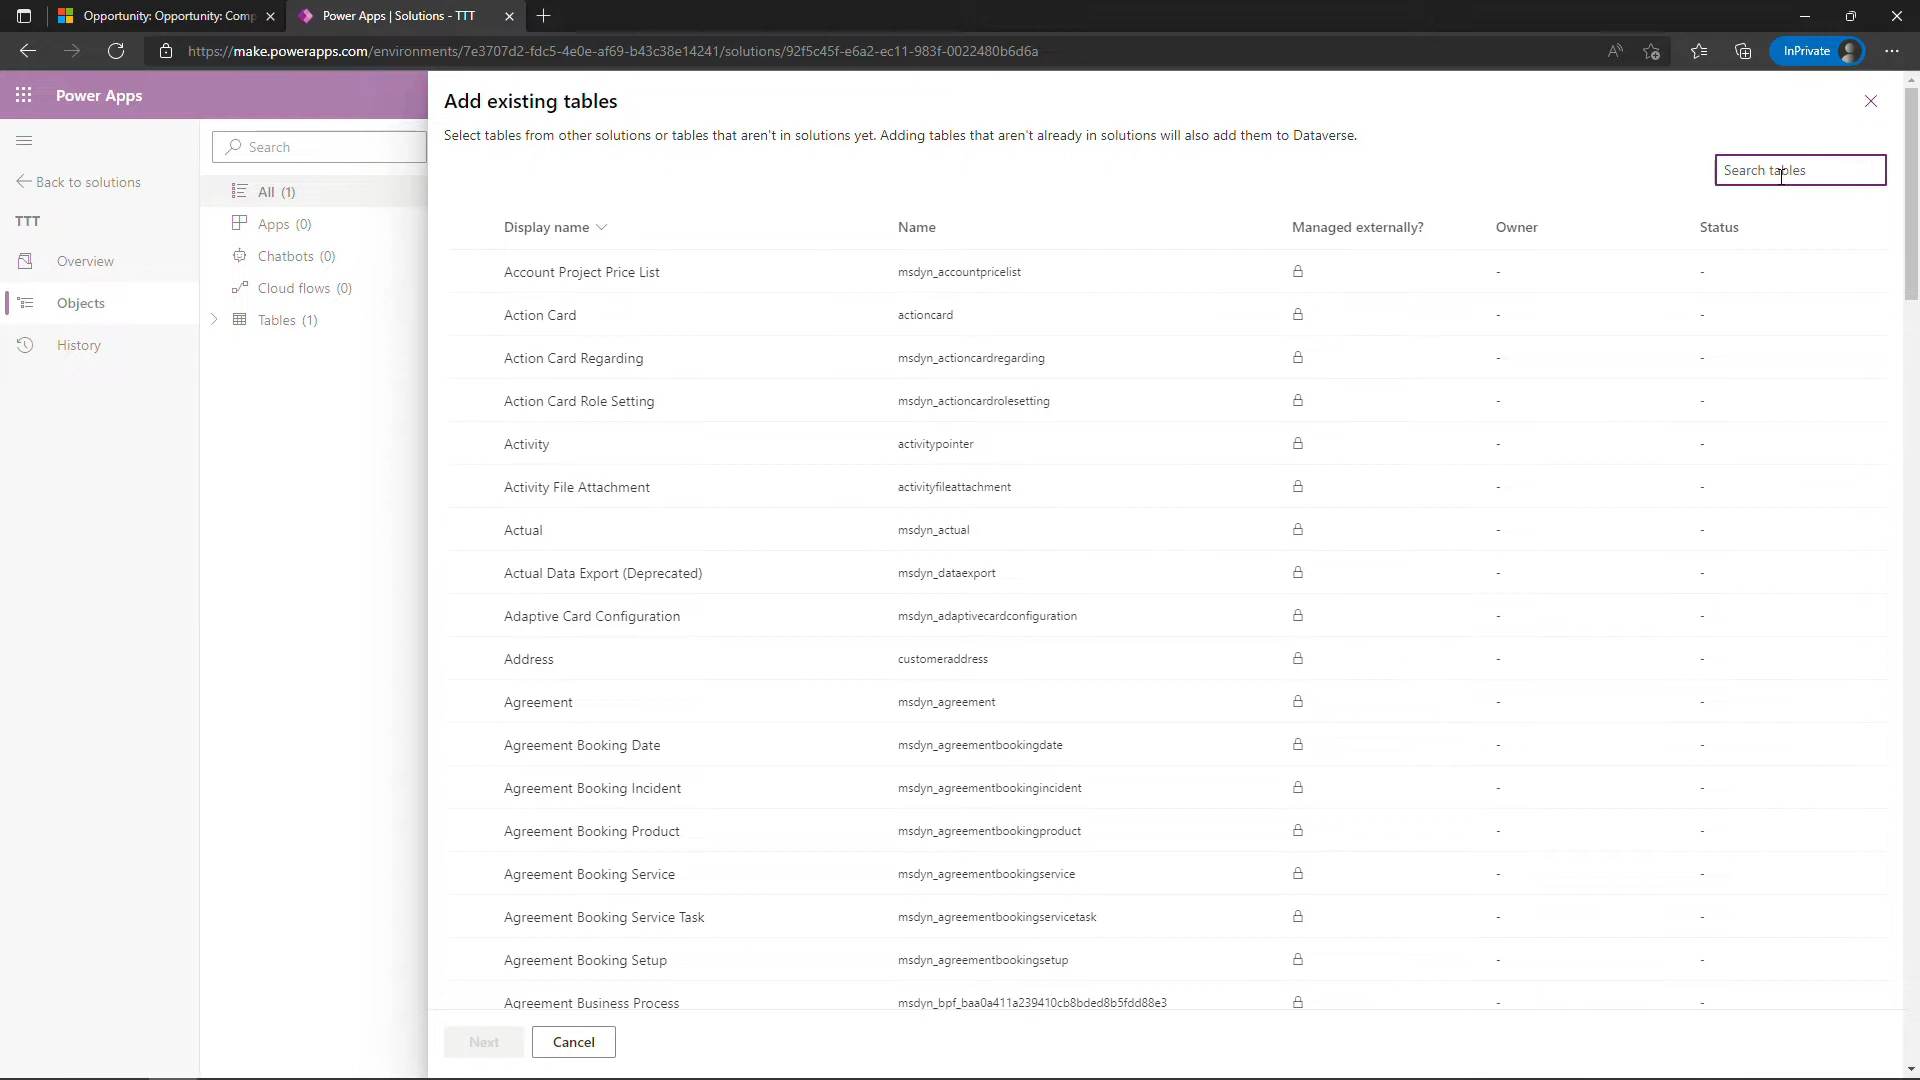 Opportunity: Opportunity: Comp
Power Apps | Solutions - TTT
https://make.powerapps.com/environments/7e3707d2-fdc5-4e0e-af69-b43c38e14241/solutions/92f5c45f-e6a2-ec11-983f-0022480b6d6a
InPrivate
Power Apps
Back to solutions
TTT
Overview
Objects
History
Search
All (1)
Apps (0)
Chatbots (0)
Cloud flows (0)
Tables (1)
Add existing tables
Select tables from other solutions or tables that aren't in solutions yet. Adding tables that aren't already in solutions will also add them to Dataverse.
Search tables
Display name Name Managed externally? Owner Status
Account Project Price List msdyn_accountpricelist - -
Action Card actioncard - -
Action Card Regarding msdyn_actioncardregarding - -
Action Card Role Setting msdyn_actioncardrolesetting - -
Activity activitypointer - -
Activity File Attachment activityfileattachment - -
Actual msdyn_actual - -
Actual Data Export (Deprecated) msdyn_dataexport - -
Adaptive Card Configuration msdyn_adaptivecardconfiguration - -
Address customeraddress - -
Agreement msdyn_agreement - -
Agreement Booking Date msdyn_agreementbookingdate - -
Agreement Booking Incident msdyn_agreementbookingincident - -
Agreement Booking Product msdyn_agreementbookingproduct - -
Agreement Booking Service msdyn_agreementbookingservice - -
Agreement Booking Service Task msdyn_agreementbookingservicetask - -
Agreement Booking Setup msdyn_agreementbookingsetup - -
Agreement Business Process msdyn_bpf_baa0a411a239410cb8bded8b5fdd88e3 - -
Next
Cancel